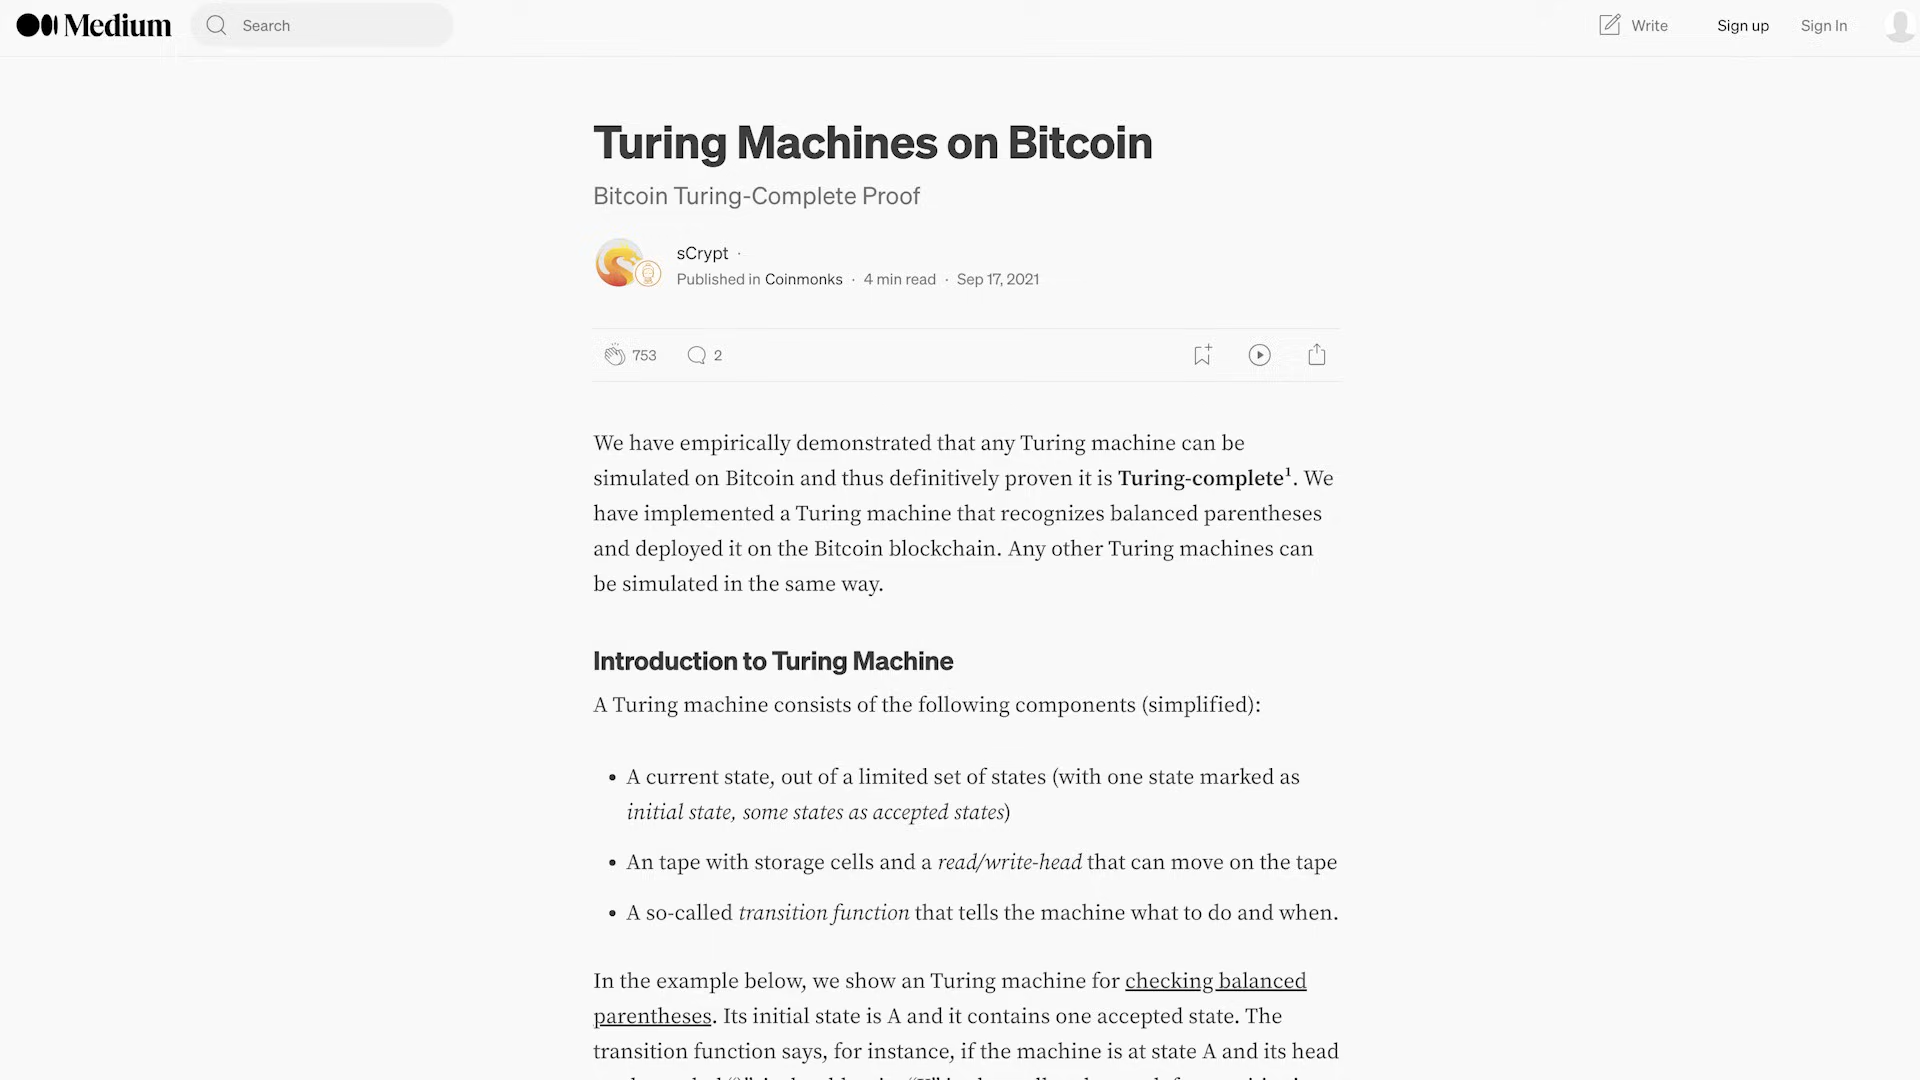 Medium
Search
Write
Sign up
Sign In
Turing Machines on Bitcoin
Bitcoin Turing-Complete Proof
sCrypt ·
Published in Coinmonks · 4 min read · Sep 17, 2021
753
2
We have empirically demonstrated that any Turing machine can be
simulated on Bitcoin and thus definitively proven it is Turing-complete¹. We
have implemented a Turing machine that recognizes balanced parentheses
and deployed it on the Bitcoin blockchain. Any other Turing machines can
be simulated in the same way.
Introduction to Turing Machine
A Turing machine consists of the following components (simplified):
• A current state, out of a limited set of states (with one state marked as
initial state, some states as accepted states)
• An tape with storage cells and a read/write-head that can move on the tape
• A so-called transition function that tells the machine what to do and when.
In the example below, we show an Turing machine for checking balanced
parentheses. Its initial state is A and it contains one accepted state. The
transition function says, for instance, if the machine is at state A and its head